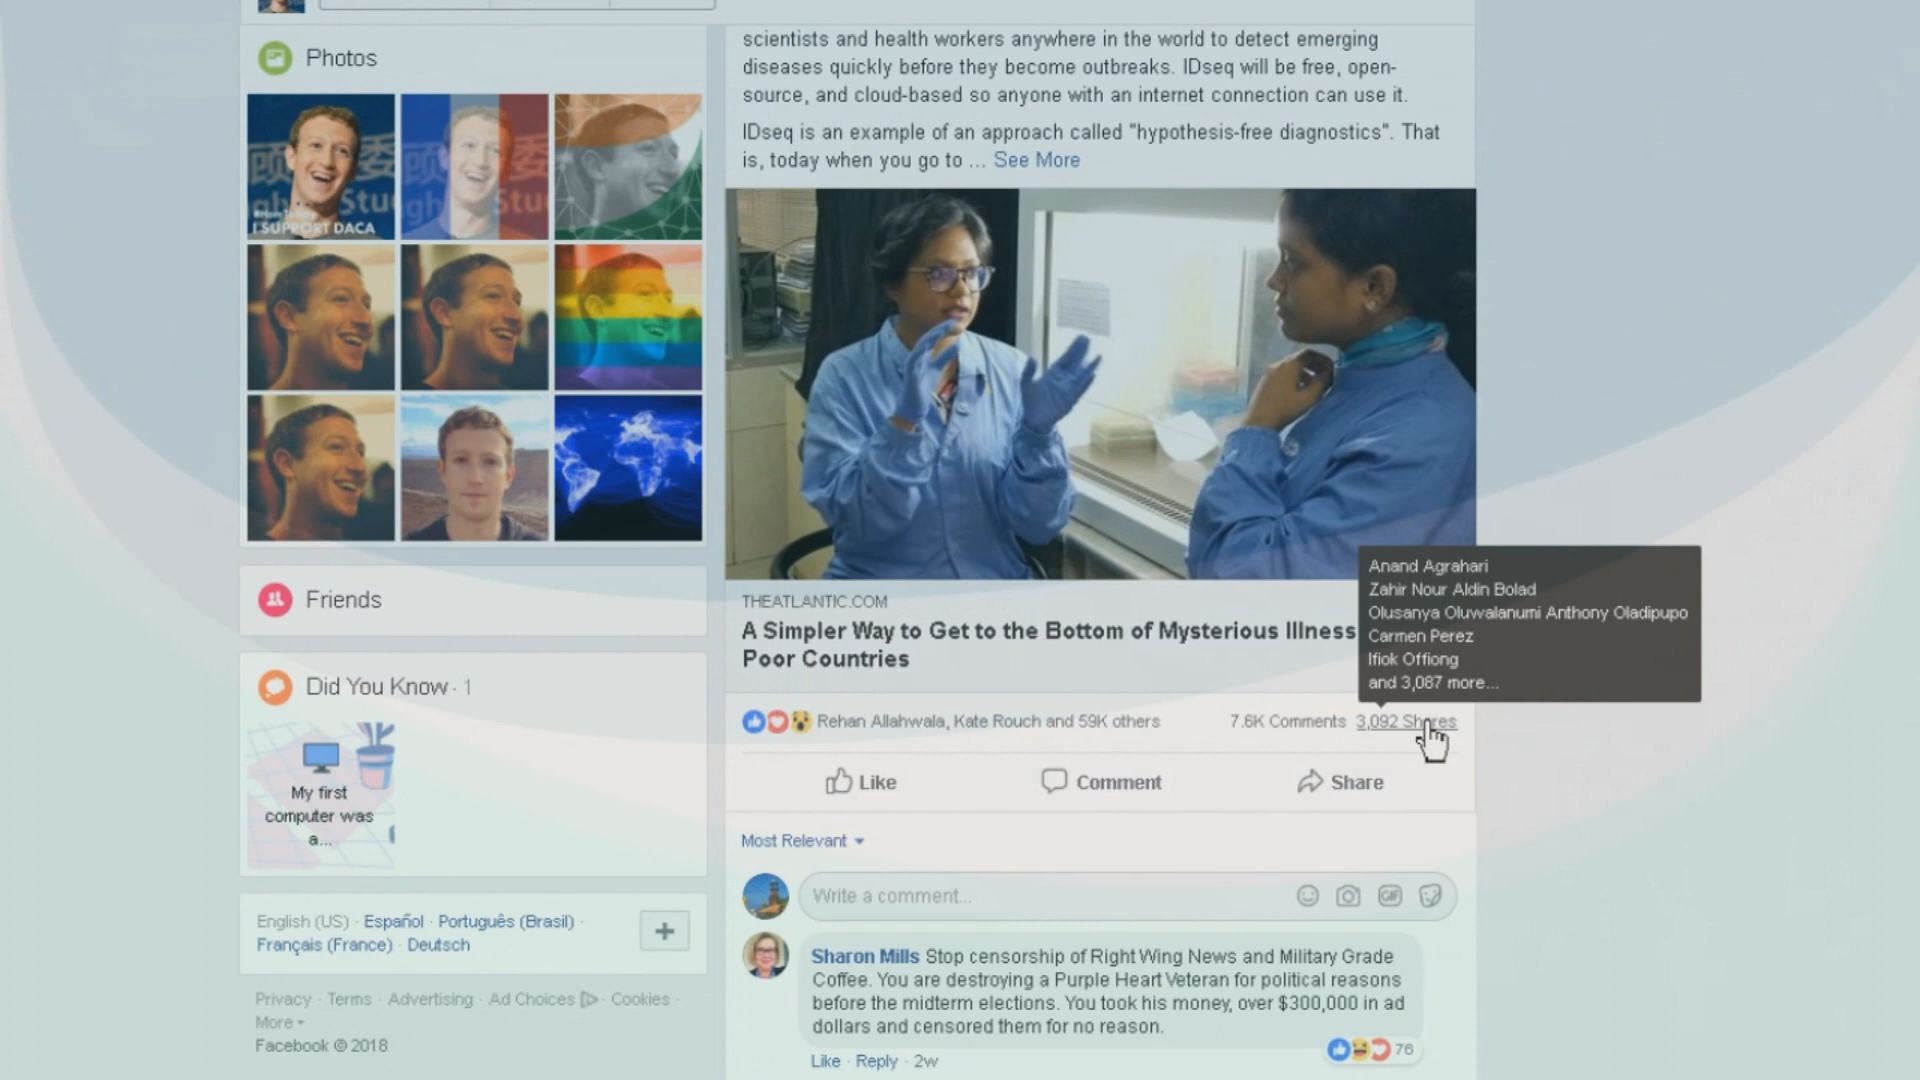 Photos
I SUPPORT DACA
Friends
Did You Know · 1
My first
computer was
a...
English (US) · Español · Português (Brasil) ·
Français (France) · Deutsch
Privacy · Terms · Advertising · Ad Choices · Cookies ·
More
Facebook © 2018
scientists and health workers anywhere in the world to detect emerging
diseases quickly before they become outbreaks. IDseq will be free, open-
source, and cloud-based so anyone with an internet connection can use it.
IDseq is an example of an approach called "hypothesis-free diagnostics". That
is, today when you go to ... See More
THEATLANTIC.COM
A Simpler Way to Get to the Bottom of Mysterious Illness
Poor Countries
Anand Agrahari
Zahir Nour Aldin Bolad
Olusanya Oluwalanumi Anthony Oladipupo
Carmen Perez
Ifiok Offiong
and 3,087 more...
Rehan Allahwala, Kate Rouch and 59K others 7.6K Comments 3,092 Shares
Like Comment Share
Most Relevant
Write a comment... GIF
Sharon Mills Stop censorship of Right Wing News and Military Grade
Coffee. You are destroying a Purple Heart Veteran for political reasons
before the midterm elections. You took his money, over $300,000 in ad
dollars and censored them for no reason.
76
Like · Reply · 2w